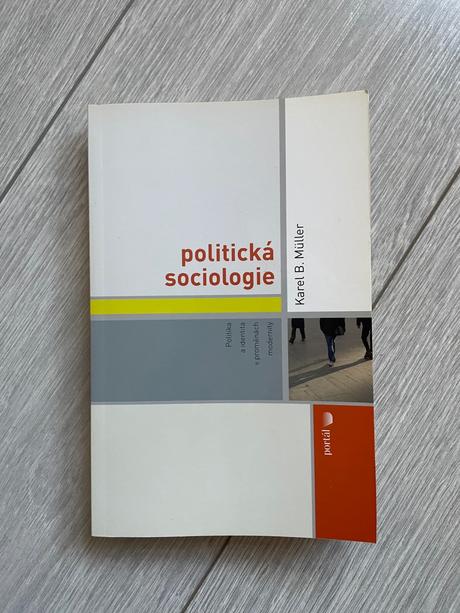 politická
sociologie
Karel B. Müller
Politika
a identita
v proměnách
modernity
portál